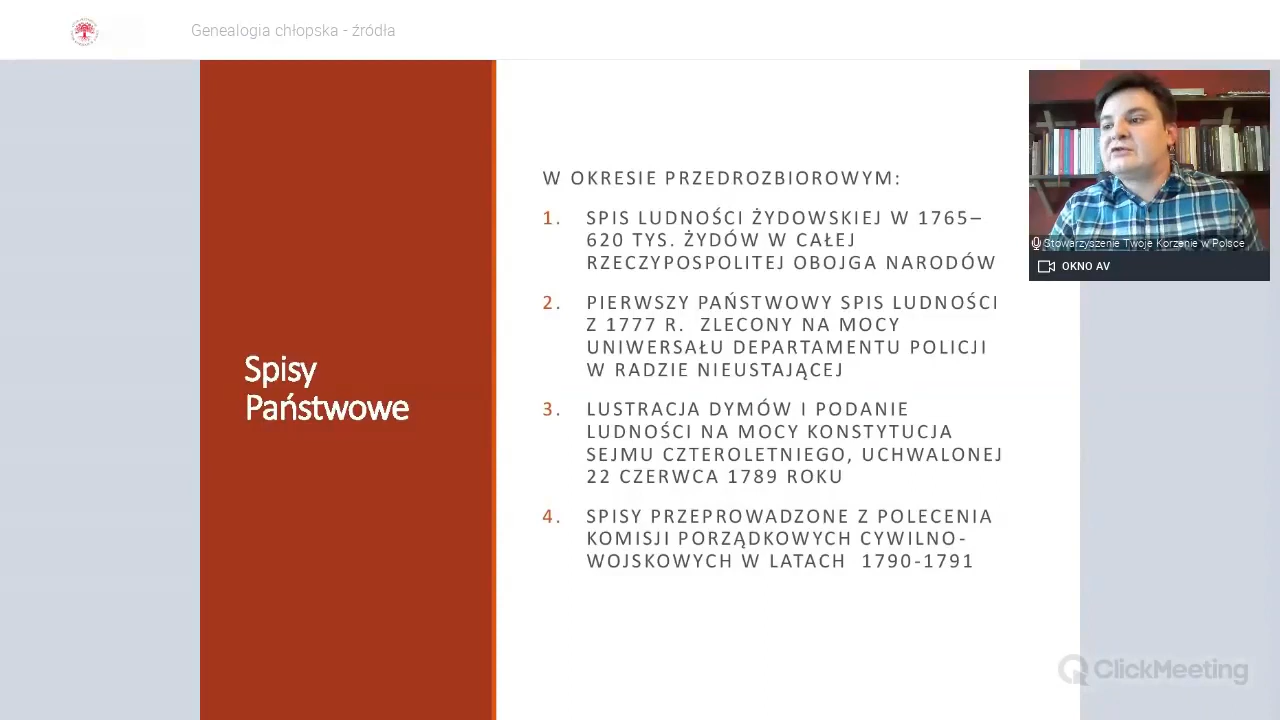 Genealogia chłopska - źródła
Spisy
Państwowe
W OKRESIE PRZEDROZBIOROWYM:
1. SPIS LUDNOŚCI ŻYDOWSKIEJ W 1765–
620 TYS. ŻYDÓW W CAŁEJ
RZECZYPOSPOLITEJ OBOJGA NARODÓW
2. PIERWSZY PAŃSTWOWY SPIS LUDNOŚCI
Z 1777 R. ZLECONY NA MOCY
UNIWERSAŁU DEPARTAMENTU POLICJI
W RADZIE NIEUSTAJĄCEJ
3. LUSTRACJA DYMÓW I PODANIE
LUDNOŚCI NA MOCY KONSTYTUCJA
SEJMU CZTEROLETNIEGO, UCHWALONEJ
22 CZERWCA 1789 ROKU
4. SPISY PRZEPROWADZONE Z POLECENIA
KOMISJI PORZĄDKOWYCH CYWILNO-
WOJSKOWYCH W LATACH 1790-1791
Stowarzyszenie Twoje Korzenie w Polsce
OKNO AV
ClickMeeting